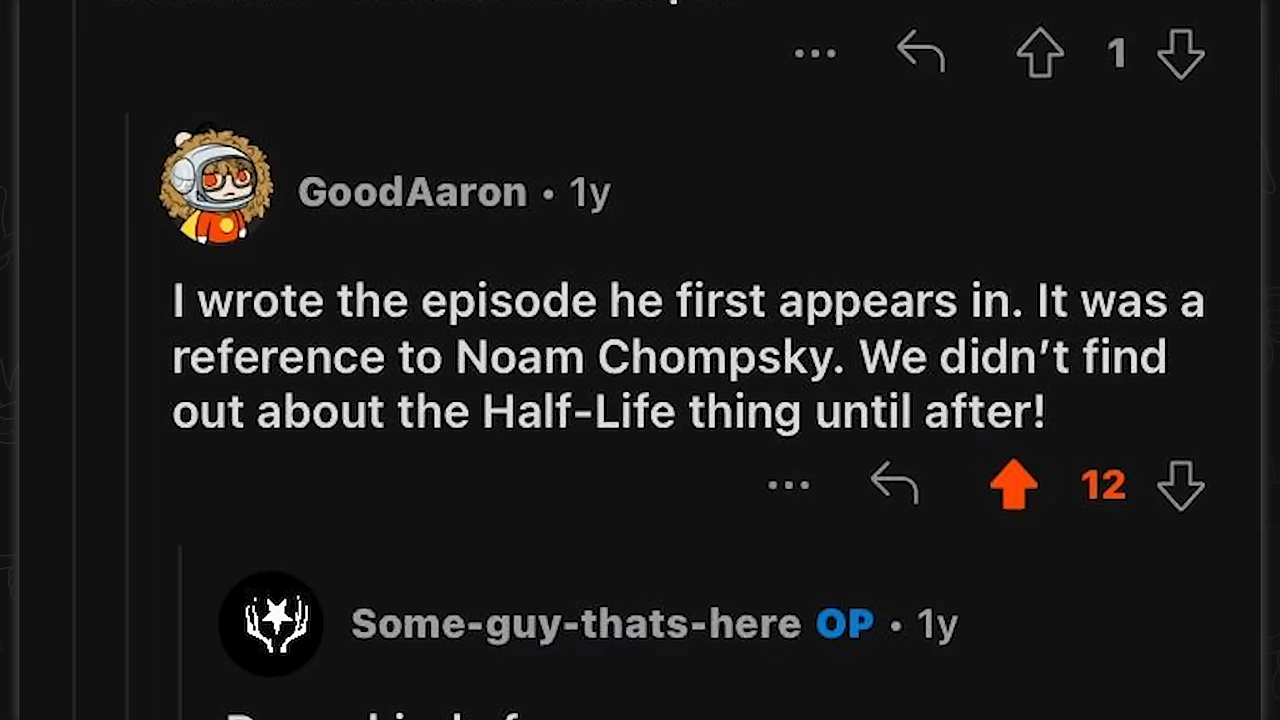 1
GoodAaron • 1y
I wrote the episode he first appears in. It was a
reference to Noam Chompsky. We didn't find
out about the Half-Life thing until after!
12
Some-guy-thats-here OP • 1y